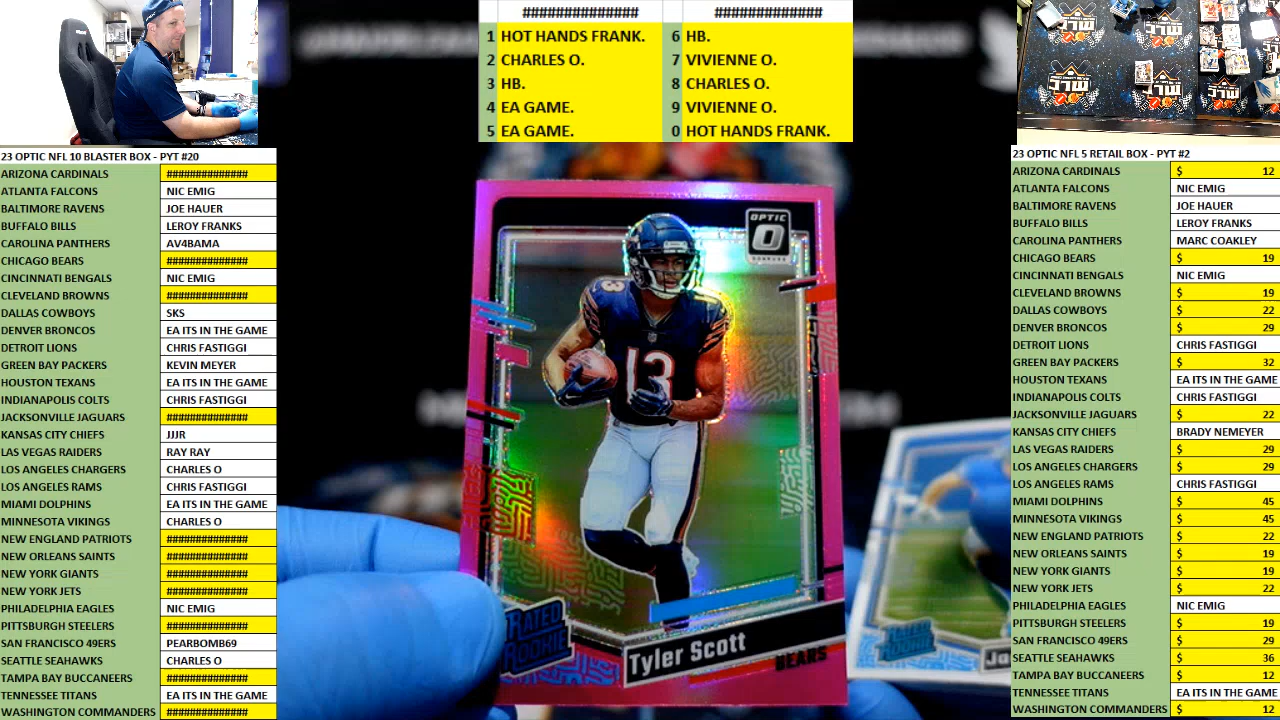 ############## #############
1 HOT HANDS FRANK. 6 HB.
2 CHARLES O. 7 VIVIENNE O.
3 HB. 8 CHARLES O.
4 EA GAME. 9 VIVIENNE O.
5 EA GAME. 0 HOT HANDS FRANK.
23 OPTIC NFL 10 BLASTER BOX - PYT #20
ARIZONA CARDINALS ##############
ATLANTA FALCONS NIC EMIG
BALTIMORE RAVENS JOE HAUER
BUFFALO BILLS LEROY FRANKS
CAROLINA PANTHERS AV4BAMA
CHICAGO BEARS ##############
CINCINNATI BENGALS NIC EMIG
CLEVELAND BROWNS ##############
DALLAS COWBOYS SKS
DENVER BRONCOS EA ITS IN THE GAME
DETROIT LIONS CHRIS FASTIGGI
GREEN BAY PACKERS KEVIN MEYER
HOUSTON TEXANS EA ITS IN THE GAME
INDIANAPOLIS COLTS CHRIS FASTIGGI
JACKSONVILLE JAGUARS ##############
KANSAS CITY CHIEFS JJJR
LAS VEGAS RAIDERS RAY RAY
LOS ANGELES CHARGERS CHARLES O
LOS ANGELES RAMS CHRIS FASTIGGI
MIAMI DOLPHINS EA ITS IN THE GAME
MINNESOTA VIKINGS CHARLES O
NEW ENGLAND PATRIOTS ##############
NEW ORLEANS SAINTS ##############
NEW YORK GIANTS ##############
NEW YORK JETS ##############
PHILADELPHIA EAGLES NIC EMIG
PITTSBURGH STEELERS ##############
SAN FRANCISCO 49ERS PEARBOMB69
SEATTLE SEAHAWKS CHARLES O
TAMPA BAY BUCCANEERS ##############
TENNESSEE TITANS EA ITS IN THE GAME
WASHINGTON COMMANDERS ##############
OPTIC
O
DONRUSS
13
13
RATED
ROOKIE
Tyler Scott
BEARS
RATED
ROOKIE
Ja
23 OPTIC NFL 5 RETAIL BOX - PYT #2
ARIZONA CARDINALS $ 12
ATLANTA FALCONS NIC EMIG
BALTIMORE RAVENS JOE HAUER
BUFFALO BILLS LEROY FRANKS
CAROLINA PANTHERS MARC COAKLEY
CHICAGO BEARS $ 19
CINCINNATI BENGALS NIC EMIG
CLEVELAND BROWNS $ 19
DALLAS COWBOYS $ 22
DENVER BRONCOS $ 29
DETROIT LIONS CHRIS FASTIGGI
GREEN BAY PACKERS $ 32
HOUSTON TEXANS EA ITS IN THE GAME
INDIANAPOLIS COLTS CHRIS FASTIGGI
JACKSONVILLE JAGUARS $ 22
KANSAS CITY CHIEFS BRADY NEMEYER
LAS VEGAS RAIDERS $ 29
LOS ANGELES CHARGERS $ 29
LOS ANGELES RAMS CHRIS FASTIGGI
MIAMI DOLPHINS $ 45
MINNESOTA VIKINGS $ 45
NEW ENGLAND PATRIOTS $ 22
NEW ORLEANS SAINTS $ 19
NEW YORK GIANTS $ 19
NEW YORK JETS $ 22
PHILADELPHIA EAGLES NIC EMIG
PITTSBURGH STEELERS $ 19
SAN FRANCISCO 49ERS $ 29
SEATTLE SEAHAWKS $ 36
TAMPA BAY BUCCANEERS $ 12
TENNESSEE TITANS EA ITS IN THE GAME
WASHINGTON COMMANDERS $ 12